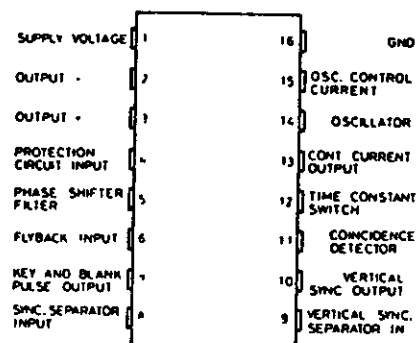 SUPPLY VOLTAGE 1 16 GND
OUTPUT - 2 15 OSC. CONTROL
CURRENT
OUTPUT + 3 14 OSCILLATOR
PROTECTION
CIRCUIT INPUT 4 13 CONT CURRENT
OUTPUT
PHASE SHIFTER
FILTER 5 12 TIME CONSTANT
SWITCH
FLYBACK INPUT 6 11 COINCIDENCE
DETECTOR
KEY AND BLANK
PULSE OUTPUT 7 10 VERTICAL
SYNC OUTPUT
SYNC. SEPARATOR
INPUT 8 9 VERTICAL SYNC.
SEPARATOR IN